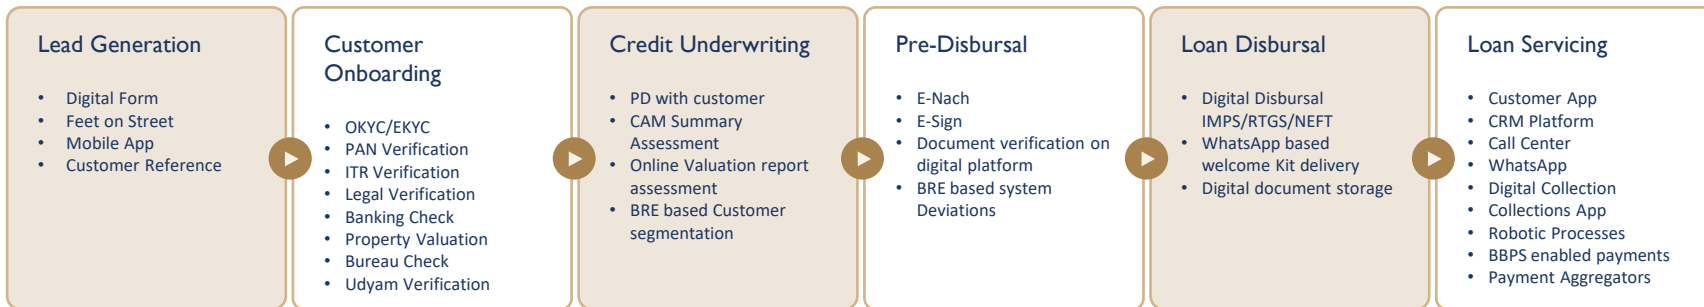 Lead Generation
• Digital Form
• Feet on Street
• Mobile App
• Customer Reference
Customer
Onboarding
• OKYC/EKYC
• PAN Verification
• ITR Verification
• Legal Verification
• Banking Check
• Property Valuation
• Bureau Check
• Udyam Verification
Credit Underwriting
• PD with customer
• CAM Summary
Assessment
• Online Valuation report
assessment
• BRE based Customer
segmentation
Pre-Disbursal
• E-Nach
• E-Sign
• Document verification on
digital platform
• BRE based system
Deviations
Loan Disbursal
• Digital Disbursal
IMPS/RTGS/NEFT
• WhatsApp based
welcome Kit delivery
• Digital document storage
Loan Servicing
• Customer App
• CRM Platform
• Call Center
• WhatsApp
• Digital Collection
• Collections App
• Robotic Processes
• BBPS enabled payments
• Payment Aggregators